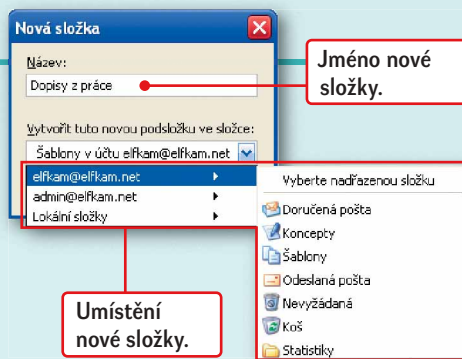 Nová složka
Název:
Dopisy z práce
Jméno nové
složky.
Vytvořit tuto novou podsložku ve složce:
Šablony v účtu elfkam@elfkam.net
elfkam@elfkam.net
admin@elfkam.net
Lokální složky
Vyberte nadřazenou složku
Doručená pošta
Koncepty
Šablony
Odeslaná pošta
Nevyžádaná
Koš
Statistiky
Umístění
nové složky.